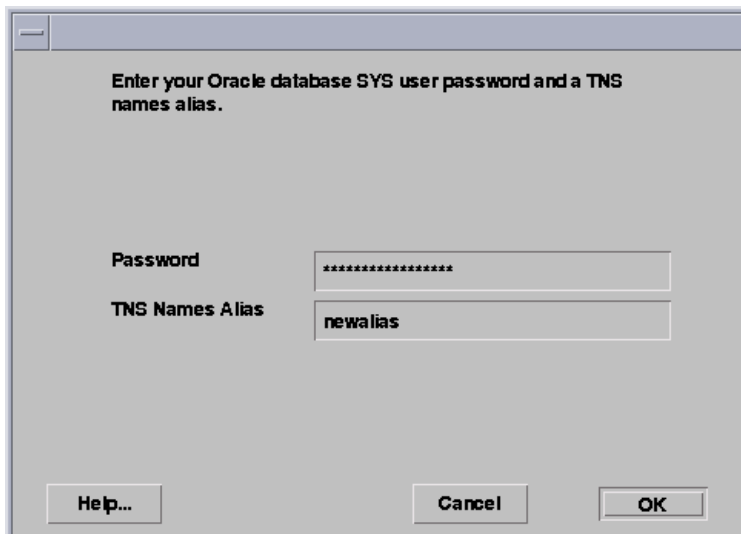 Enter your Oracle database SYS user password and a TNS
names alias.
Password
*****************
TNS Names Alias
newalias
Help...
Cancel
OK